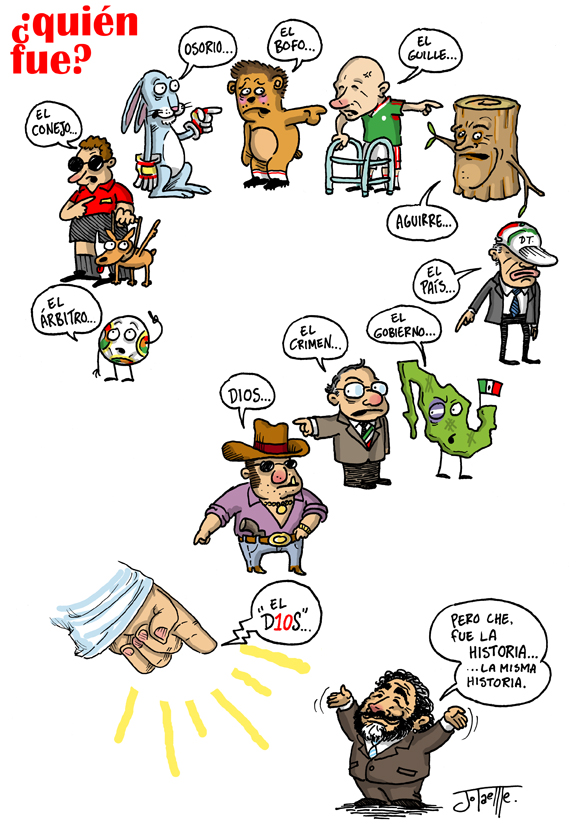 ¿quién
fue?
OSORIO...
EL
BOFO...
EL
GUILLE...
EL
CONEJO...
AGUIRRE...
D.T.
EL
PAÍS...
EL
ÁRBITRO...
EL
CRIMEN...
EL
GOBIERNO...
DIOS...
"EL
D10S"...
PERO CHE,
FUE LA
HISTORIA...
...LA MISMA
HISTORIA.
JoTaeLLe.